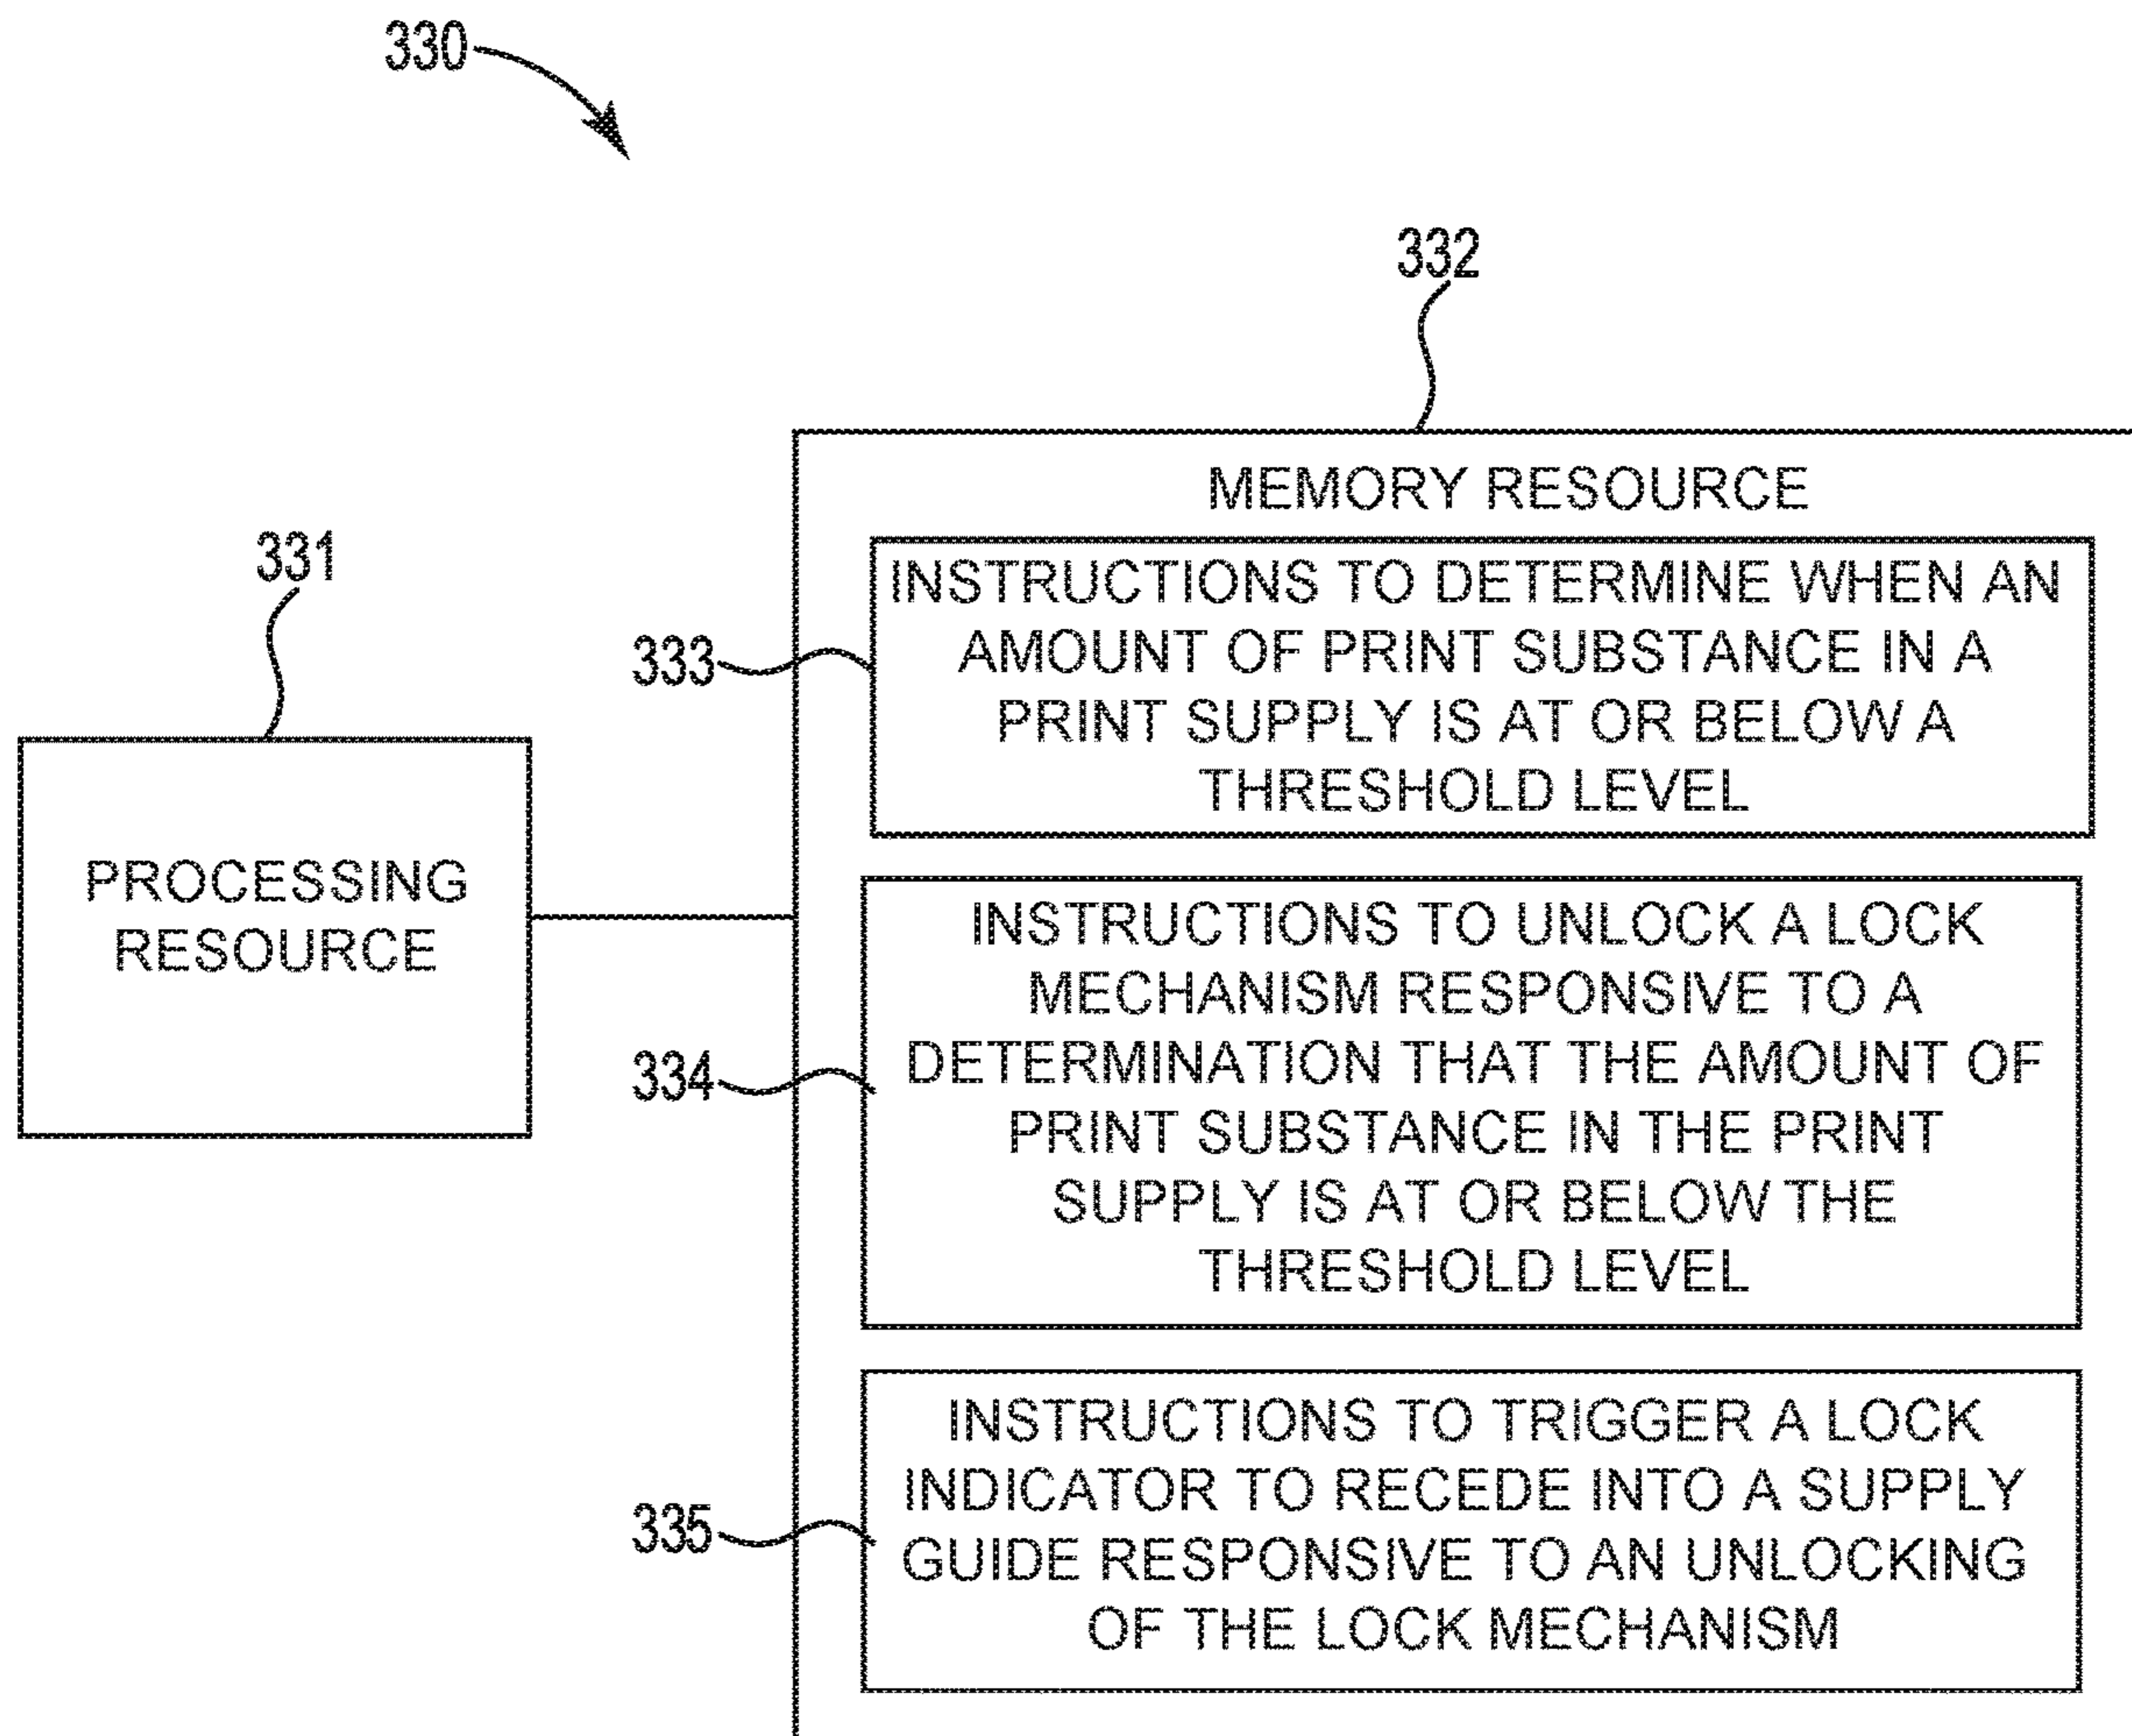 330
332
MEMORY RESOURCE
331
333
INSTRUCTIONS TO DETERMINE WHEN AN
AMOUNT OF PRINT SUBSTANCE IN A
PRINT SUPPLY IS AT OR BELOW A
THRESHOLD LEVEL
PROCESSING
RESOURCE
334
INSTRUCTIONS TO UNLOCK A LOCK
MECHANISM RESPONSIVE TO A
DETERMINATION THAT THE AMOUNT OF
PRINT SUBSTANCE IN THE PRINT
SUPPLY IS AT OR BELOW THE
THRESHOLD LEVEL
335
INSTRUCTIONS TO TRIGGER A LOCK
INDICATOR TO RECEDE INTO A SUPPLY
GUIDE RESPONSIVE TO AN UNLOCKING
OF THE LOCK MECHANISM